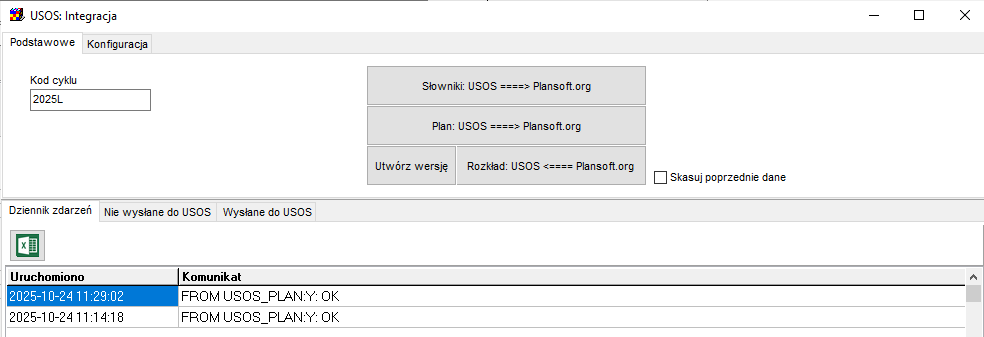 USOS: Integracja
Podstawowe Konfiguracja
Kod cyklu
2025L
Słowniki: USOS ====> Plansoft.org
Plan: USOS ====> Plansoft.org
Utwórz wersję Rozkład: USOS <==== Plansoft.org
Skasuj poprzednie dane
Dziennik zdarzeń Nie wysłane do USOS Wysłane do USOS
Uruchomiono Komunikat
2025-10-24 11:29:02 FROM USOS_PLAN:Y: OK
2025-10-24 11:14:18 FROM USOS_PLAN:Y: OK